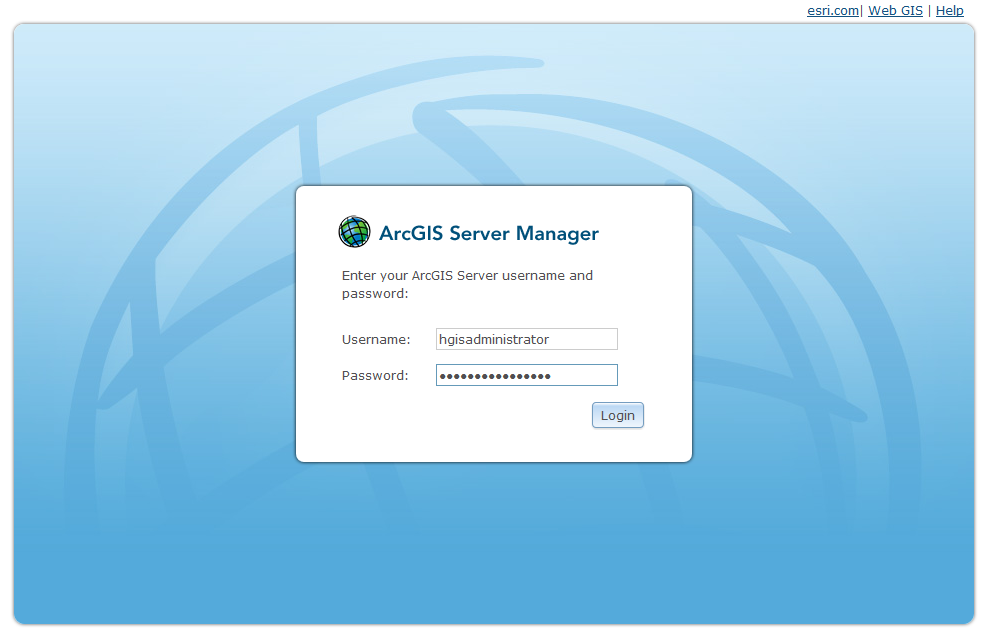 esri.com| Web GIS | Help
ArcGIS Server Manager
Enter your ArcGIS Server username and
password:
Username: hgisadministrator
Password: ••••••••••••••••
Login